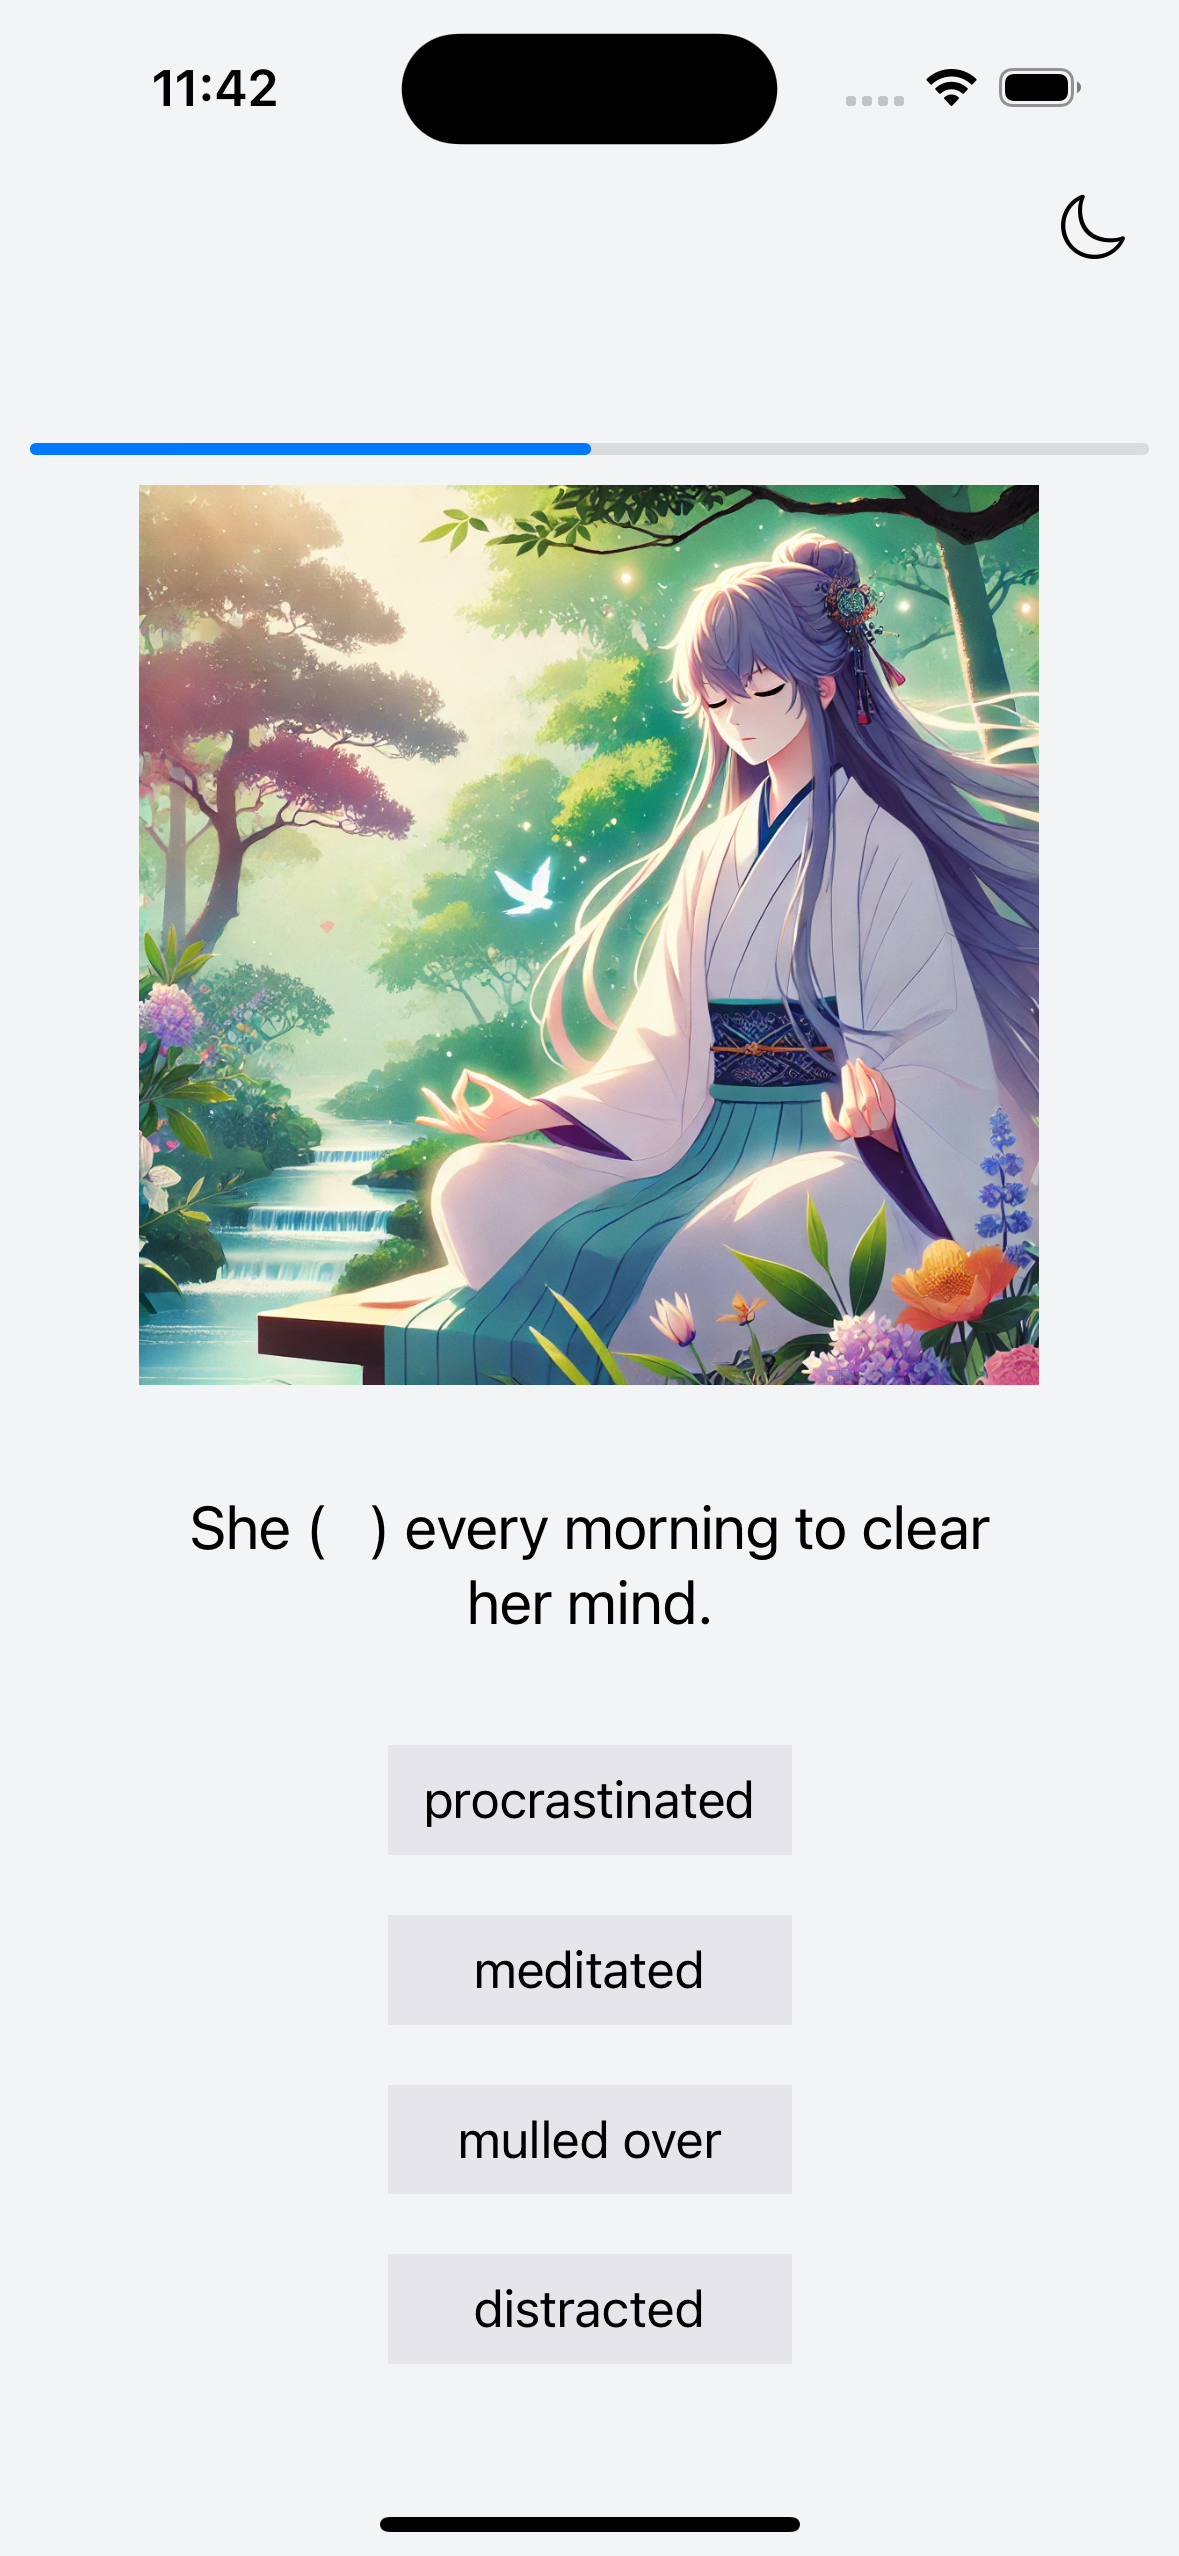 11:42
She (   ) every morning to clear
her mind.
procrastinated
meditated
mulled over
distracted